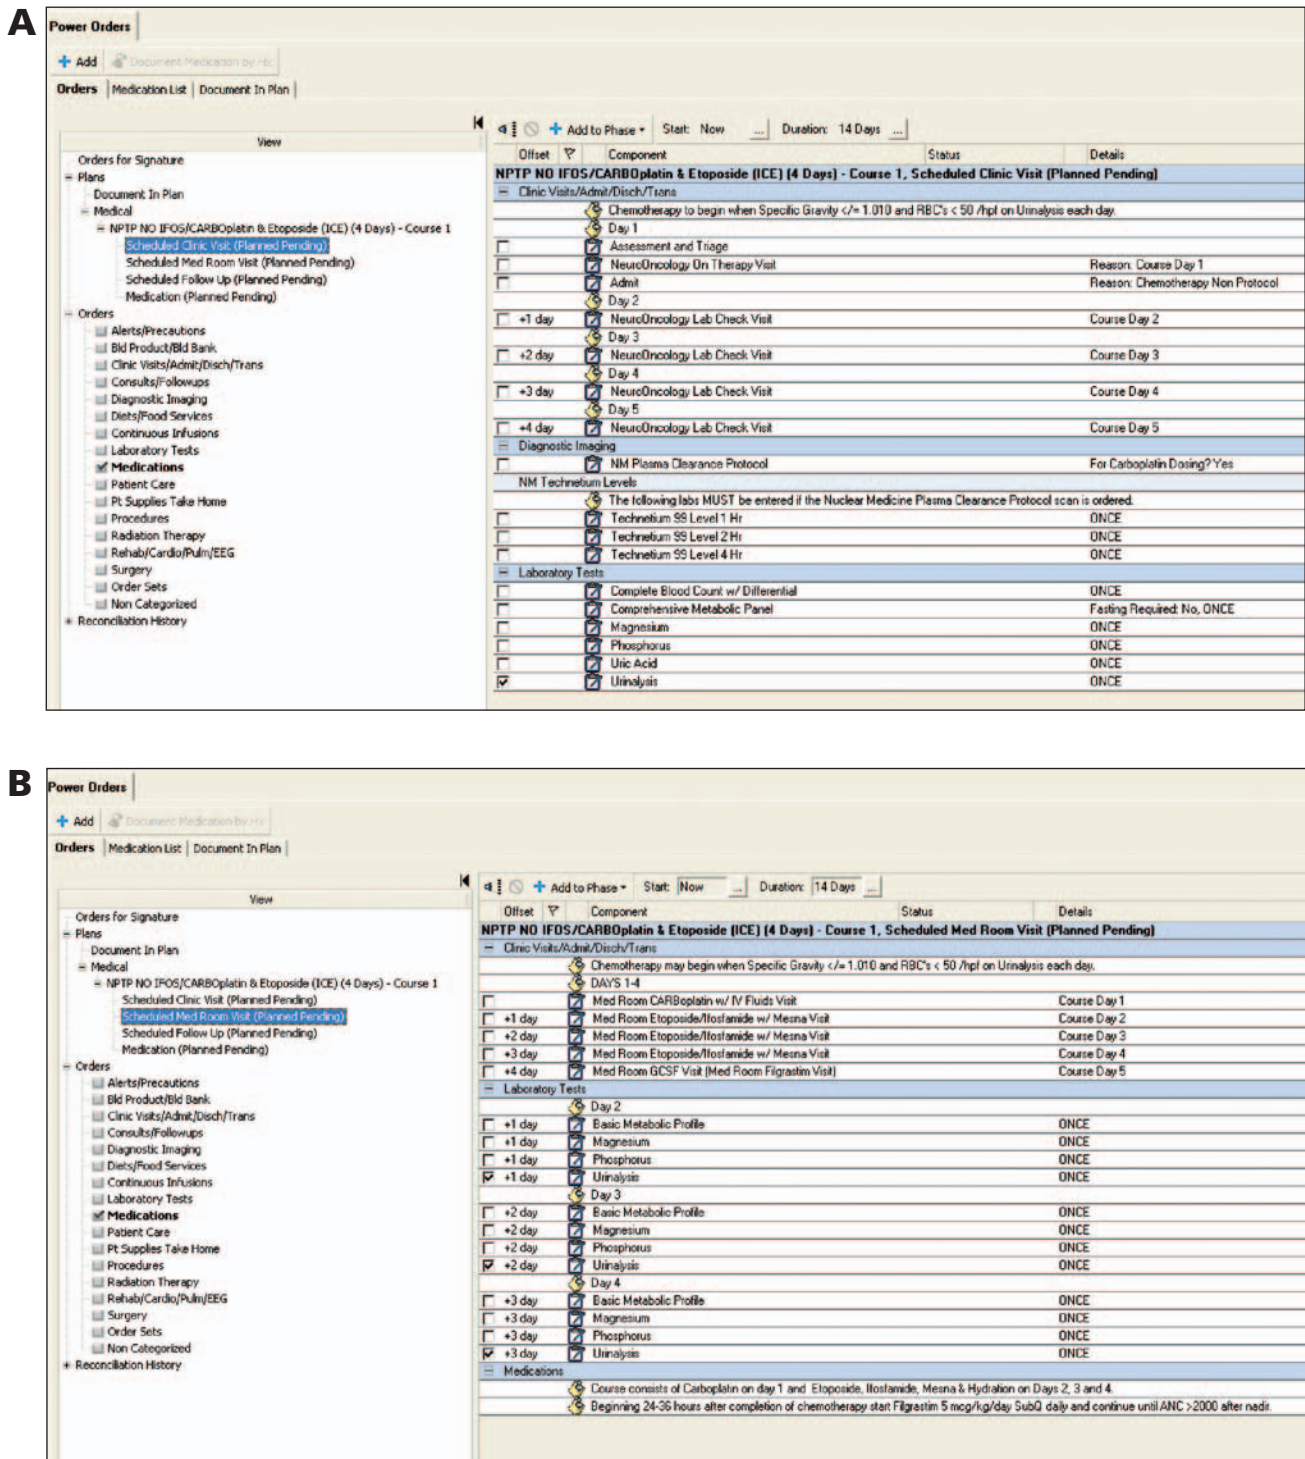 A
Power Orders
Add Document Medication by Hx
Orders Medication List Document In Plan
View
Orders for Signature
Plans
Document In Plan
Medical
NPTP NO IFOS/CARBOplatin & Etoposide (ICE) (4 Days) - Course 1
Scheduled Clinic Visit (Planned Pending)
Scheduled Med Room Visit (Planned Pending)
Scheduled Follow Up (Planned Pending)
Medication (Planned Pending)
Orders
Alerts/Precautions
Bld Product/Bld Bank
Clinic Visits/Admit/Disch/Trans
Consults/Followups
Diagnostic Imaging
Diets/Food Services
Continuous Infusions
Laboratory Tests
Medications
Patient Care
Pt Supplies Take Home
Procedures
Radiation Therapy
Rehab/Cardio/Pulm/EEG
Surgery
Order Sets
Non Categorized
Reconciliation History
Add to Phase Start: Now ... Duration: 14 Days ...
Offset Component Status Details
NPTP NO IFOS/CARBOplatin & Etoposide (ICE) (4 Days) - Course 1, Scheduled Clinic Visit (Planned Pending)
Clinic Visits/Admit/Disch/Trans
Chemotherapy to begin when Specific Gravity </= 1.010 and RBC's < 50 /hpf on Urinalysis each day.
Day 1
Assessment and Triage
NeuroOncology On Therapy Visit Reason: Course Day 1
Admit Reason: Chemotherapy Non Protocol
Day 2
+1 day NeuroOncology Lab Check Visit Course Day 2
Day 3
+2 day NeuroOncology Lab Check Visit Course Day 3
Day 4
+3 day NeuroOncology Lab Check Visit Course Day 4
Day 5
+4 day NeuroOncology Lab Check Visit Course Day 5
Diagnostic Imaging
NM Plasma Clearance Protocol For Carboplatin Dosing? Yes
NM Technetium Levels
The following labs MUST be entered if the Nuclear Medicine Plasma Clearance Protocol scan is ordered.
Technetium 99 Level 1 Hr ONCE
Technetium 99 Level 2 Hr ONCE
Technetium 99 Level 4 Hr ONCE
Laboratory Tests
Complete Blood Count w/ Differential ONCE
Comprehensive Metabolic Panel Fasting Required: No, ONCE
Magnesium ONCE
Phosphorus ONCE
Uric Acid ONCE
Urinalysis ONCE
B
Power Orders
Add Document Medication by Hx
Orders Medication List Document In Plan
View
Orders for Signature
Plans
Document In Plan
Medical
NPTP NO IFOS/CARBOplatin & Etoposide (ICE) (4 Days) - Course 1
Scheduled Clinic Visit (Planned Pending)
Scheduled Med Room Visit (Planned Pending)
Scheduled Follow Up (Planned Pending)
Medication (Planned Pending)
Orders
Alerts/Precautions
Bld Product/Bld Bank
Clinic Visits/Admit/Disch/Trans
Consults/Followups
Diagnostic Imaging
Diets/Food Services
Continuous Infusions
Laboratory Tests
Medications
Patient Care
Pt Supplies Take Home
Procedures
Radiation Therapy
Rehab/Cardio/Pulm/EEG
Surgery
Order Sets
Non Categorized
Reconciliation History
Add to Phase Start: Now ... Duration: 14 Days ...
Offset Component Status Details
NPTP NO IFOS/CARBOplatin & Etoposide (ICE) (4 Days) - Course 1, Scheduled Med Room Visit (Planned Pending)
Clinic Visits/Admit/Disch/Trans
Chemotherapy may begin when Specific Gravity </= 1.010 and RBC's < 50 /hpf on Urinalysis each day.
DAYS 1-4
Med Room CARBoplatin w/ IV Fluids Visit Course Day 1
+1 day Med Room Etoposide/Ifosfamide w/ Mesna Visit Course Day 2
+2 day Med Room Etoposide/Ifosfamide w/ Mesna Visit Course Day 3
+3 day Med Room Etoposide/Ifosfamide w/ Mesna Visit Course Day 4
+4 day Med Room GCSF Visit (Med Room Filgrastim Visit) Course Day 5
Laboratory Tests
Day 2
+1 day Basic Metabolic Profile ONCE
+1 day Magnesium ONCE
+1 day Phosphorus ONCE
+1 day Urinalysis ONCE
Day 3
+2 day Basic Metabolic Profile ONCE
+2 day Magnesium ONCE
+2 day Phosphorus ONCE
+2 day Urinalysis ONCE
Day 4
+3 day Basic Metabolic Profile ONCE
+3 day Magnesium ONCE
+3 day Phosphorus ONCE
+3 day Urinalysis ONCE
Medications
Course consists of Carboplatin on day 1 and Etoposide, Ifosfamide, Mesna & Hydration on Days 2, 3 and 4.
Beginning 24-36 hours after completion of chemotherapy start Filgrastim 5 mcg/kg/day SubQ daily and continue until ANC >2000 after nadir.